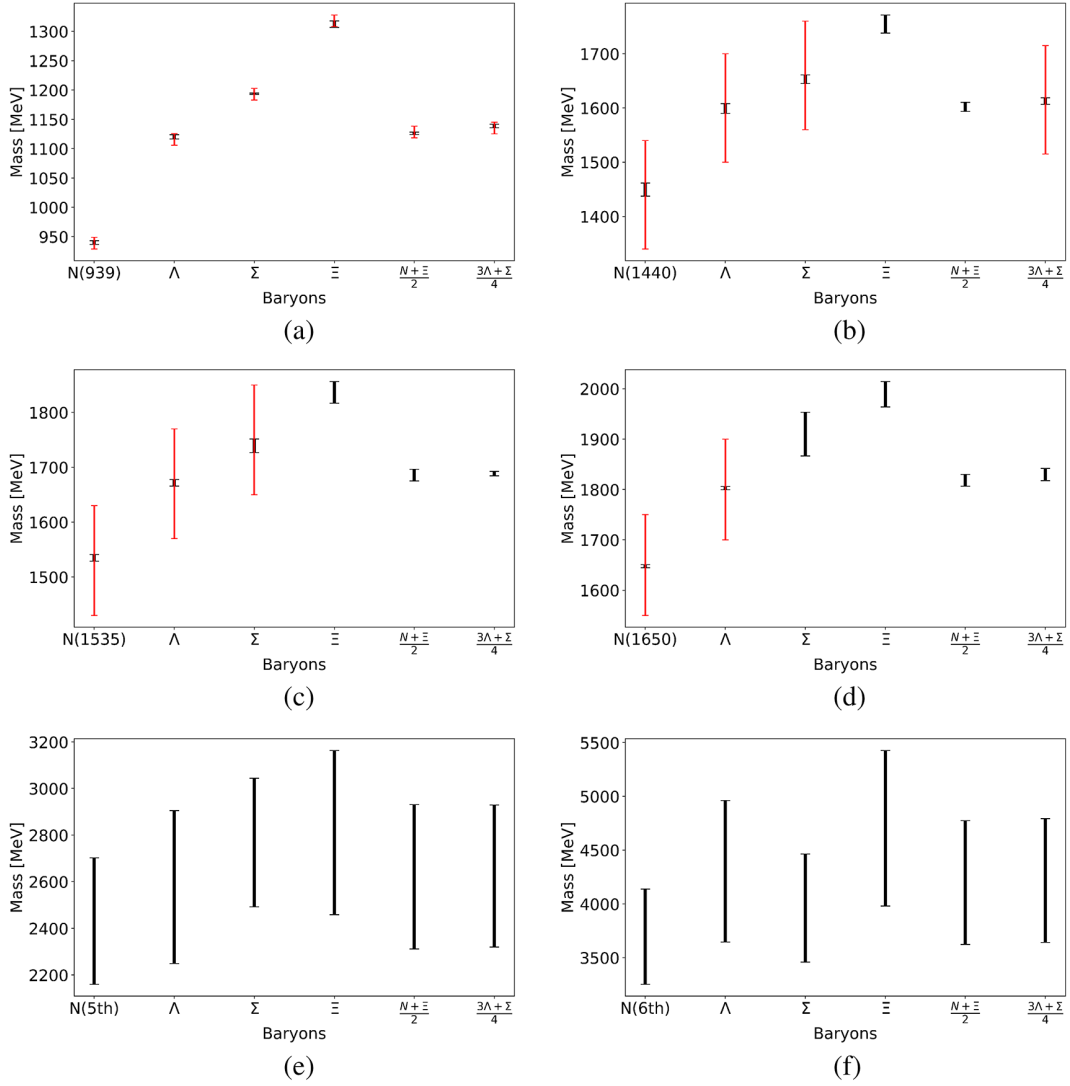 1300
1250
1200
1150
1100
1050
1000
950
Mass [MeV]
N(939) Λ Σ Ξ N + Ξ / 2 3Λ + Σ / 4
Baryons
(a)
1700
1600
1500
1400
Mass [MeV]
N(1440) Λ Σ Ξ N + Ξ / 2 3Λ + Σ / 4
Baryons
(b)
1800
1700
1600
1500
Mass [MeV]
N(1535) Λ Σ Ξ N + Ξ / 2 3Λ + Σ / 4
Baryons
(c)
2000
1900
1800
1700
1600
Mass [MeV]
N(1650) Λ Σ Ξ N + Ξ / 2 3Λ + Σ / 4
Baryons
(d)
3200
3000
2800
2600
2400
2200
Mass [MeV]
N(5th) Λ Σ Ξ N + Ξ / 2 3Λ + Σ / 4
Baryons
(e)
5500
5000
4500
4000
3500
Mass [MeV]
N(6th) Λ Σ Ξ N + Ξ / 2 3Λ + Σ / 4
Baryons
(f)